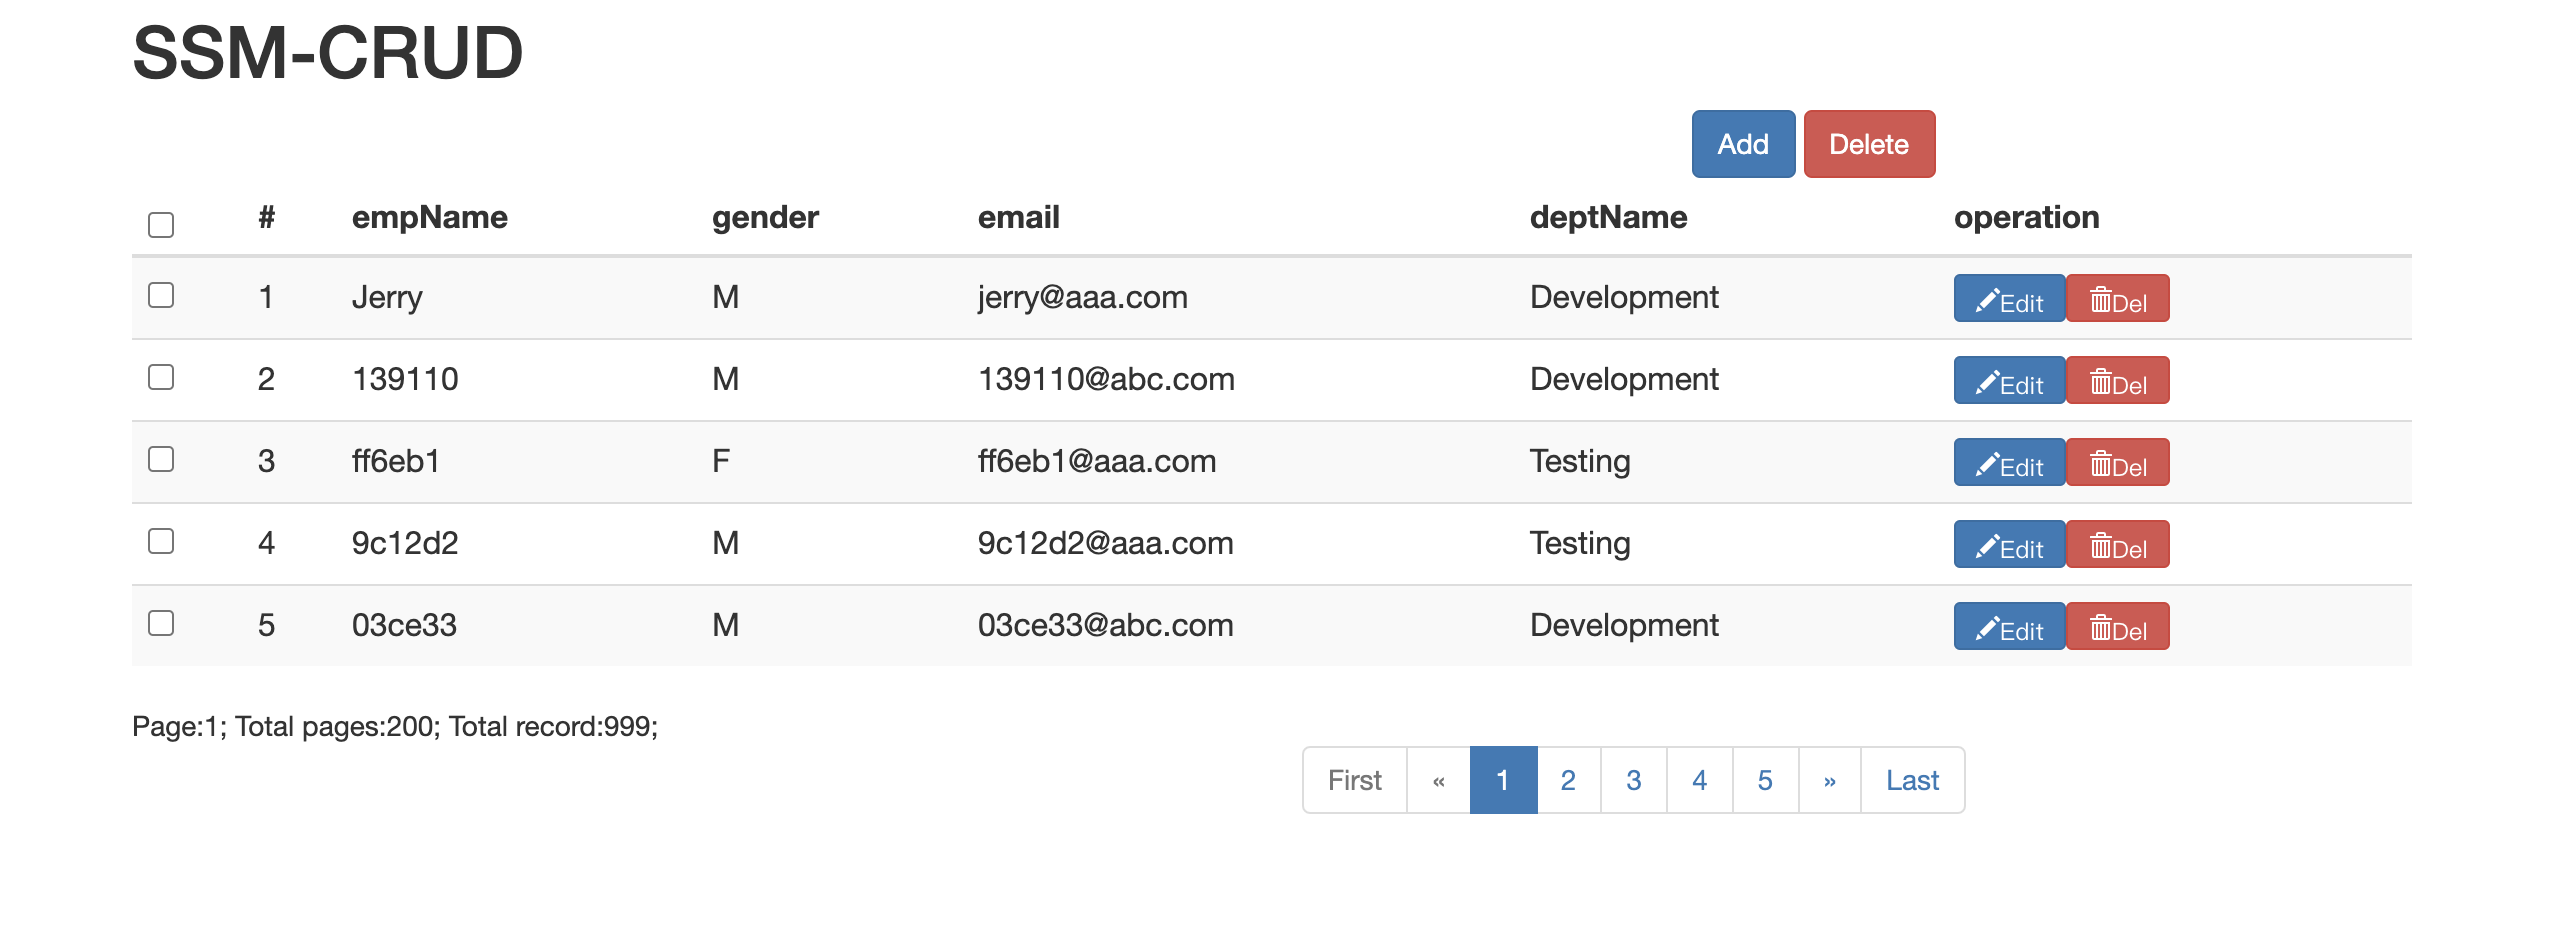 SSM-CRUD
Add Delete
# empName gender email deptName operation
1 Jerry M jerry@aaa.com Development Edit Del
2 139110 M 139110@abc.com Development Edit Del
3 ff6eb1 F ff6eb1@aaa.com Testing Edit Del
4 9c12d2 M 9c12d2@aaa.com Testing Edit Del
5 03ce33 M 03ce33@abc.com Development Edit Del
Page:1; Total pages:200; Total record:999;
First « 1 2 3 4 5 » Last